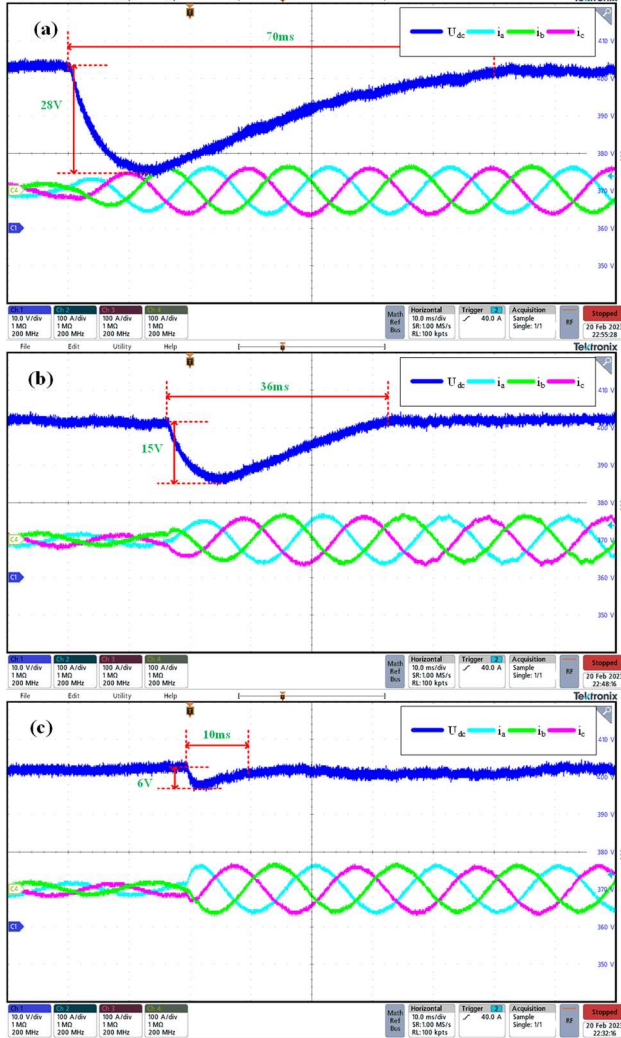 Tektronix
(a)
70ms
U_dc i_a i_b i_c
410 V
28V
400 V
390 V
380 V
370 V
C4
360 V
C1
350 V
Ch 1 Ch 2 Ch 3 Ch 4
10.0 V/div 100 A/div 100 A/div 100 A/div
1 MΩ 1 MΩ 1 MΩ 1 MΩ
200 MHz 200 MHz 200 MHz 200 MHz
Math Ref Bus
Horizontal
10.0 ms/div
SR:1.00 MS/s
RL:100 kpts
Trigger 2
40.0 A
Acquisition
Sample
Single: 1/1
RF
Stopped
20 Feb 2023
22:55:28
File Edit Utility Help
Tektronix
(b)
36ms
U_dc i_a i_b i_c
410 V
15V
400 V
390 V
380 V
370 V
C4
360 V
C1
350 V
Ch 1 Ch 2 Ch 3 Ch 4
10.0 V/div 100 A/div 100 A/div 100 A/div
1 MΩ 1 MΩ 1 MΩ 1 MΩ
200 MHz 200 MHz 200 MHz 200 MHz
Math Ref Bus
Horizontal
10.0 ms/div
SR:1.00 MS/s
RL:100 kpts
Trigger 2
40.0 A
Acquisition
Sample
Single: 1/1
RF
Stopped
20 Feb 2023
22:48:16
File Edit Utility Help
Tektronix
(c)
10ms
U_dc i_a i_b i_c
410 V
6V
400 V
390 V
380 V
370 V
C4
360 V
C1
350 V
Ch 1 Ch 2 Ch 3 Ch 4
10.0 V/div 100 A/div 100 A/div 100 A/div
1 MΩ 1 MΩ 1 MΩ 1 MΩ
200 MHz 200 MHz 200 MHz 200 MHz
Math Ref Bus
Horizontal
10.0 ms/div
SR:1.00 MS/s
RL:100 kpts
Trigger 2
40.0 A
Acquisition
Sample
Single: 1/1
RF
Stopped
20 Feb 2023
22:32:16